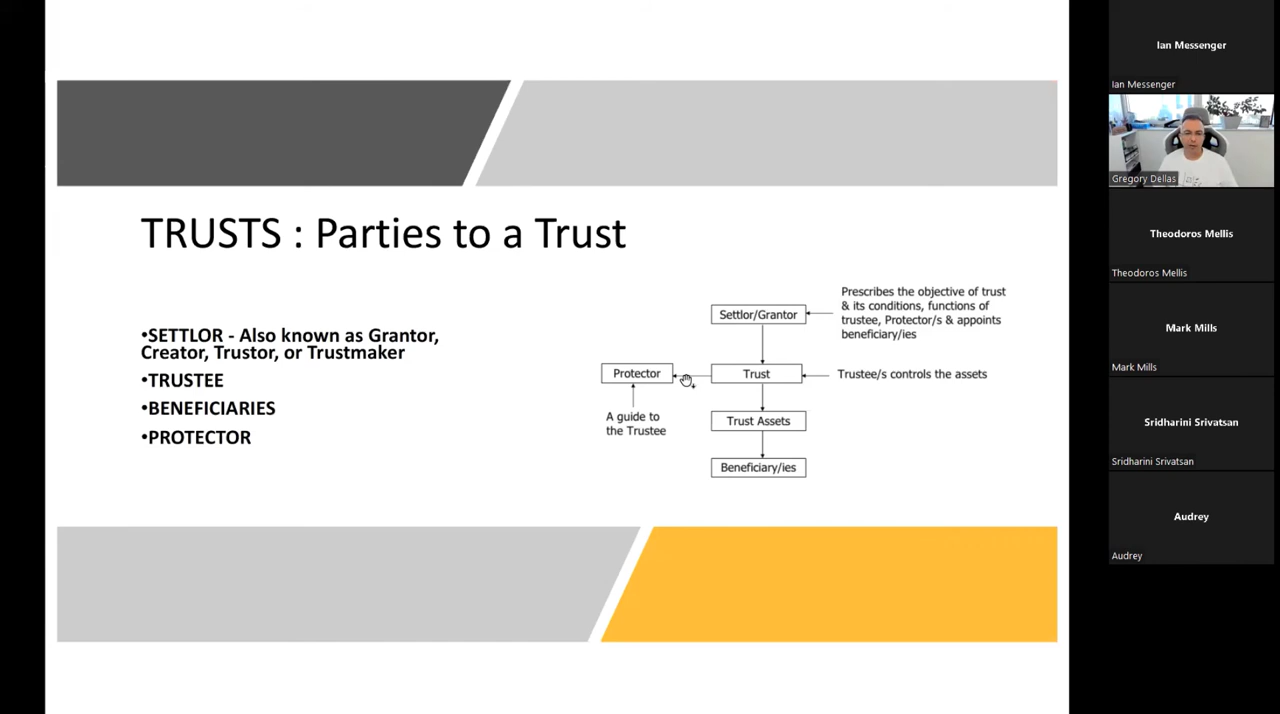 TRUSTS : Parties to a Trust
•SETTLOR - Also known as Grantor,
Creator, Trustor, or Trustmaker
•TRUSTEE
•BENEFICIARIES
•PROTECTOR
Settlor/Grantor
Prescribes the objective of trust
& its conditions, functions of
trustee, Protector/s & appoints
beneficiary/ies
Protector
Trust
Trustee/s controls the assets
A guide to
the Trustee
Trust Assets
Beneficiary/ies
Ian Messenger
Ian Messenger
Gregory Dellas
Theodoros Mellis
Theodoros Mellis
Mark Mills
Mark Mills
Sridharini Srivatsan
Sridharini Srivatsan
Audrey
Audrey